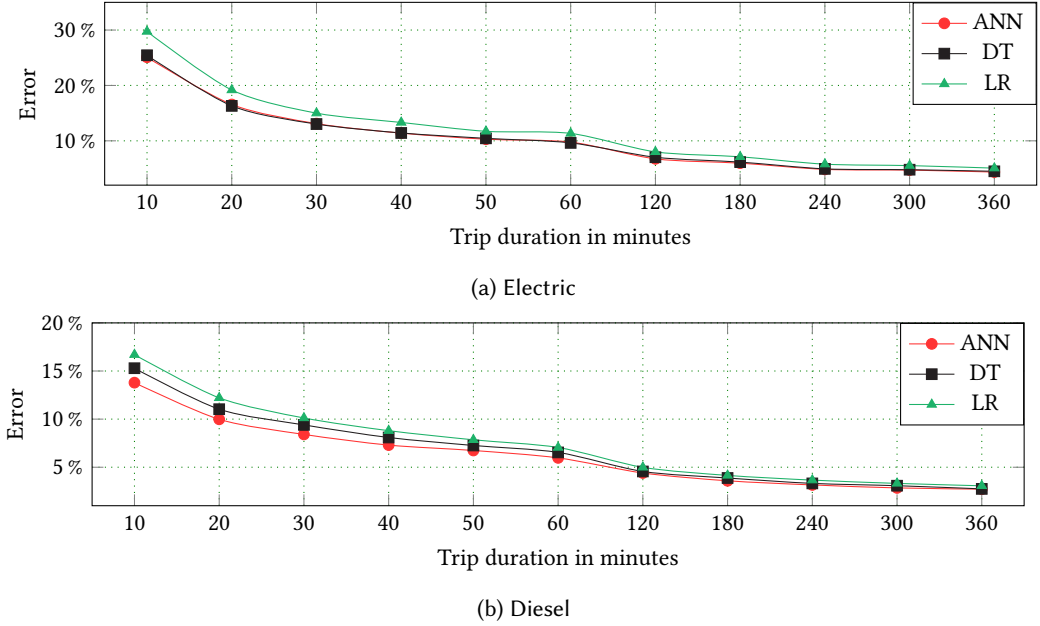 30 %
20 %
10 %
Error
ANN
DT
LR
10 20 30 40 50 60 120 180 240 300 360
Trip duration in minutes
(a) Electric
20 %
15 %
10 %
5 %
Error
ANN
DT
LR
10 20 30 40 50 60 120 180 240 300 360
Trip duration in minutes
(b) Diesel